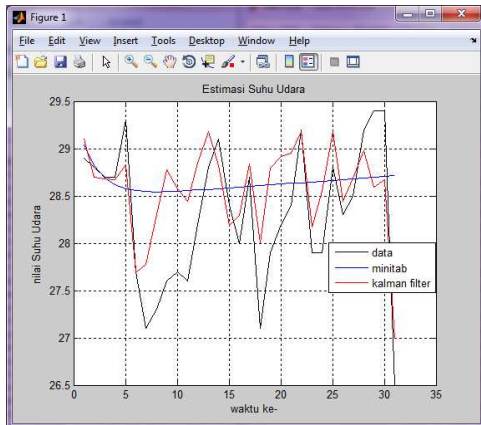 Figure 1
File Edit View Insert Tools Desktop Window Help
Estimasi Suhu Udara
29.5
29
28.5
28
27.5
27
26.5
nilai Suhu Udara
data
minitab
kalman filter
0 5 10 15 20 25 30 35
waktu ke-